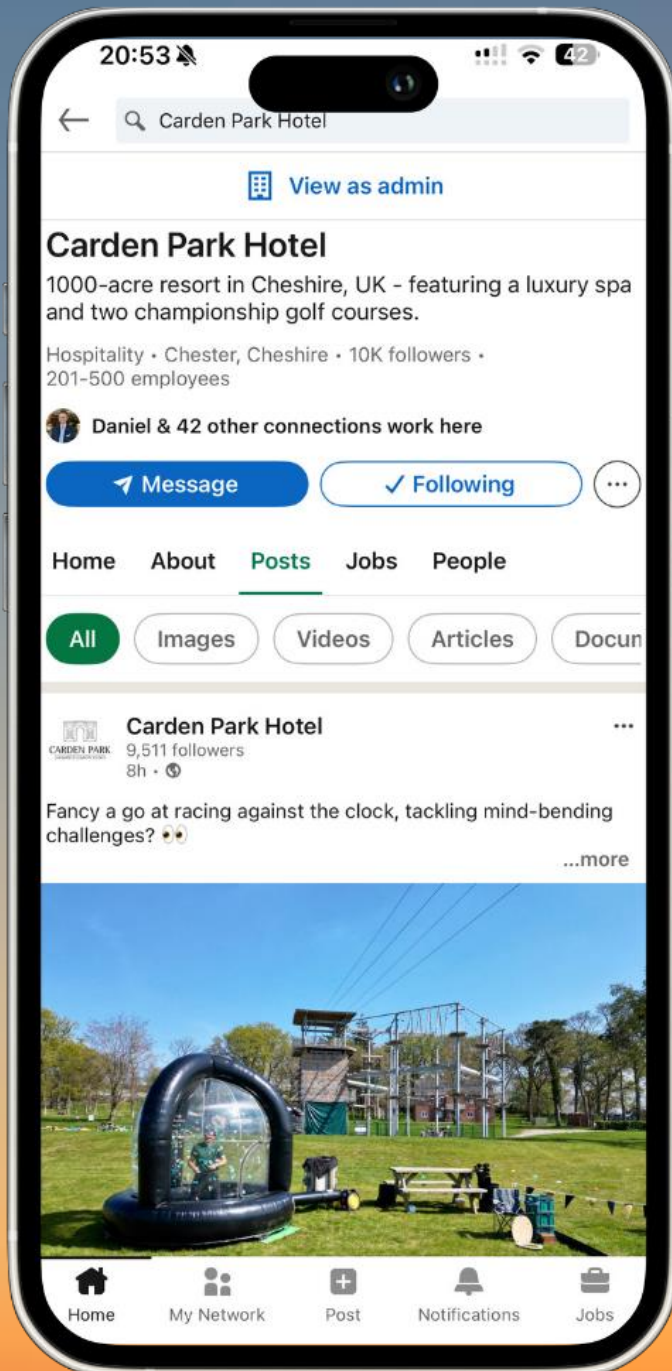 20:53
42
Carden Park Hotel
View as admin
Carden Park Hotel
1000-acre resort in Cheshire, UK - featuring a luxury spa
and two championship golf courses.
Hospitality • Chester, Cheshire • 10K followers •
201-500 employees
Daniel & 42 other connections work here
Message
Following
Home About Posts Jobs People
All Images Videos Articles Docum
CARDEN PARK
Carden Park Hotel
9,511 followers
8h •
Fancy a go at racing against the clock, tackling mind-bending
challenges? 👀
...more
Home My Network Post Notifications Jobs